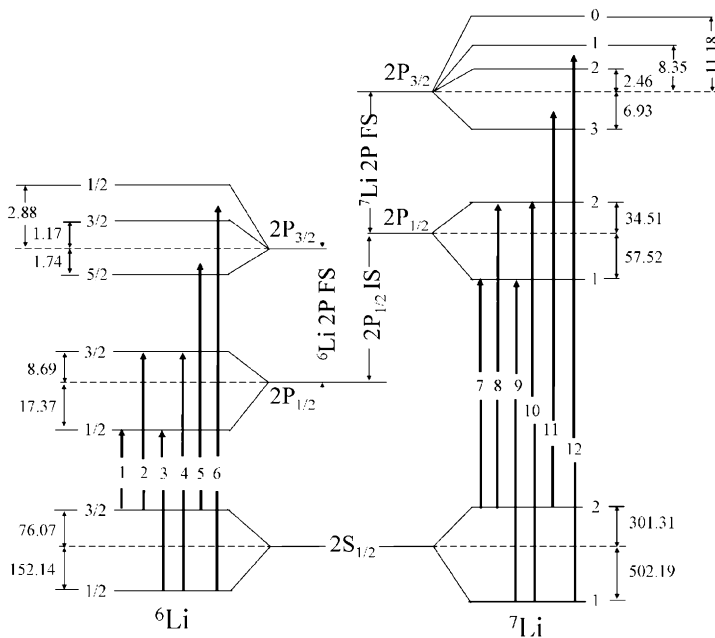 0
1
2P3/2
2
2.46
8.35
11.18
6.93
3
7Li 2P FS
1/2
2.88
3/2
1.17
2P3/2
1.74
5/2
2P1/2
2
34.51
57.52
1
6Li 2P FS
2P1/2 IS
3/2
8.69
2P1/2
17.37
1/2
1 2 3 4 5 6
7 8 9 10 11 12
3/2
76.07
2S1/2
152.14
1/2
2
301.31
502.19
1
6Li
7Li